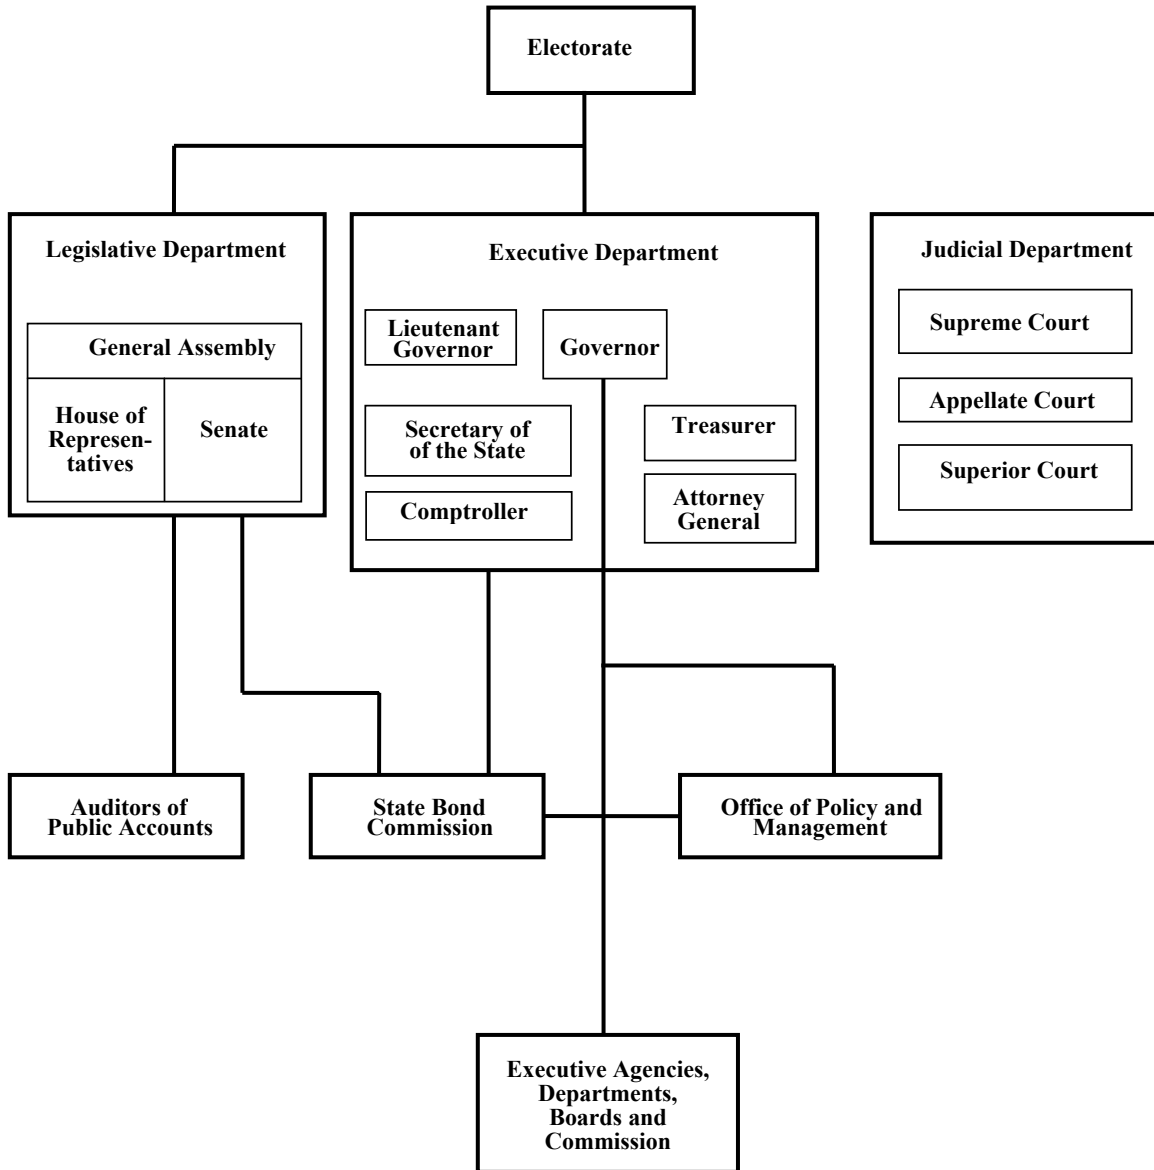 Electorate
Legislative Department
General Assembly
House of
Represen-
tatives
Senate
Executive Department
Lieutenant
Governor
Governor
Secretary of
of the State
Treasurer
Comptroller
Attorney
General
Judicial Department
Supreme Court
Appellate Court
Superior Court
Auditors of
Public Accounts
State Bond
Commission
Office of Policy and
Management
Executive Agencies,
Departments,
Boards and
Commission